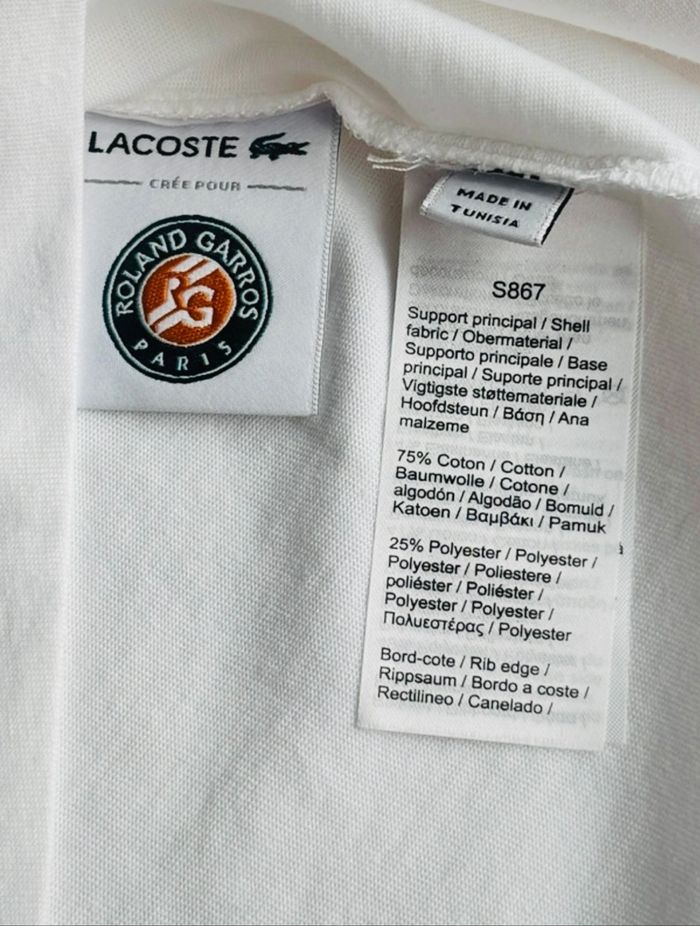 LACOSTE
CRÉE POUR
ROLAND GARROS
RG
PARIS
MADE IN
TUNISIA
S867
Support principal / Shell
fabric / Obermaterial /
Supporto principale / Base
principal / Suporte principal /
Vigtigste støttemateriale /
Hoofdsteun / Βάση / Ana
malzeme
75% Coton / Cotton /
Baumwolle / Cotone /
algodón / Algodão / Bomuld /
Katoen / Βαμβάκι / Pamuk
25% Polyester / Polyester /
Polyester / Poliestere /
poliéster / Poliéster /
Polyester / Polyester /
Πολυεστέρας / Polyester
Bord-cote / Rib edge /
Rippsaum / Bordo a coste /
Rectilineo / Canelado /